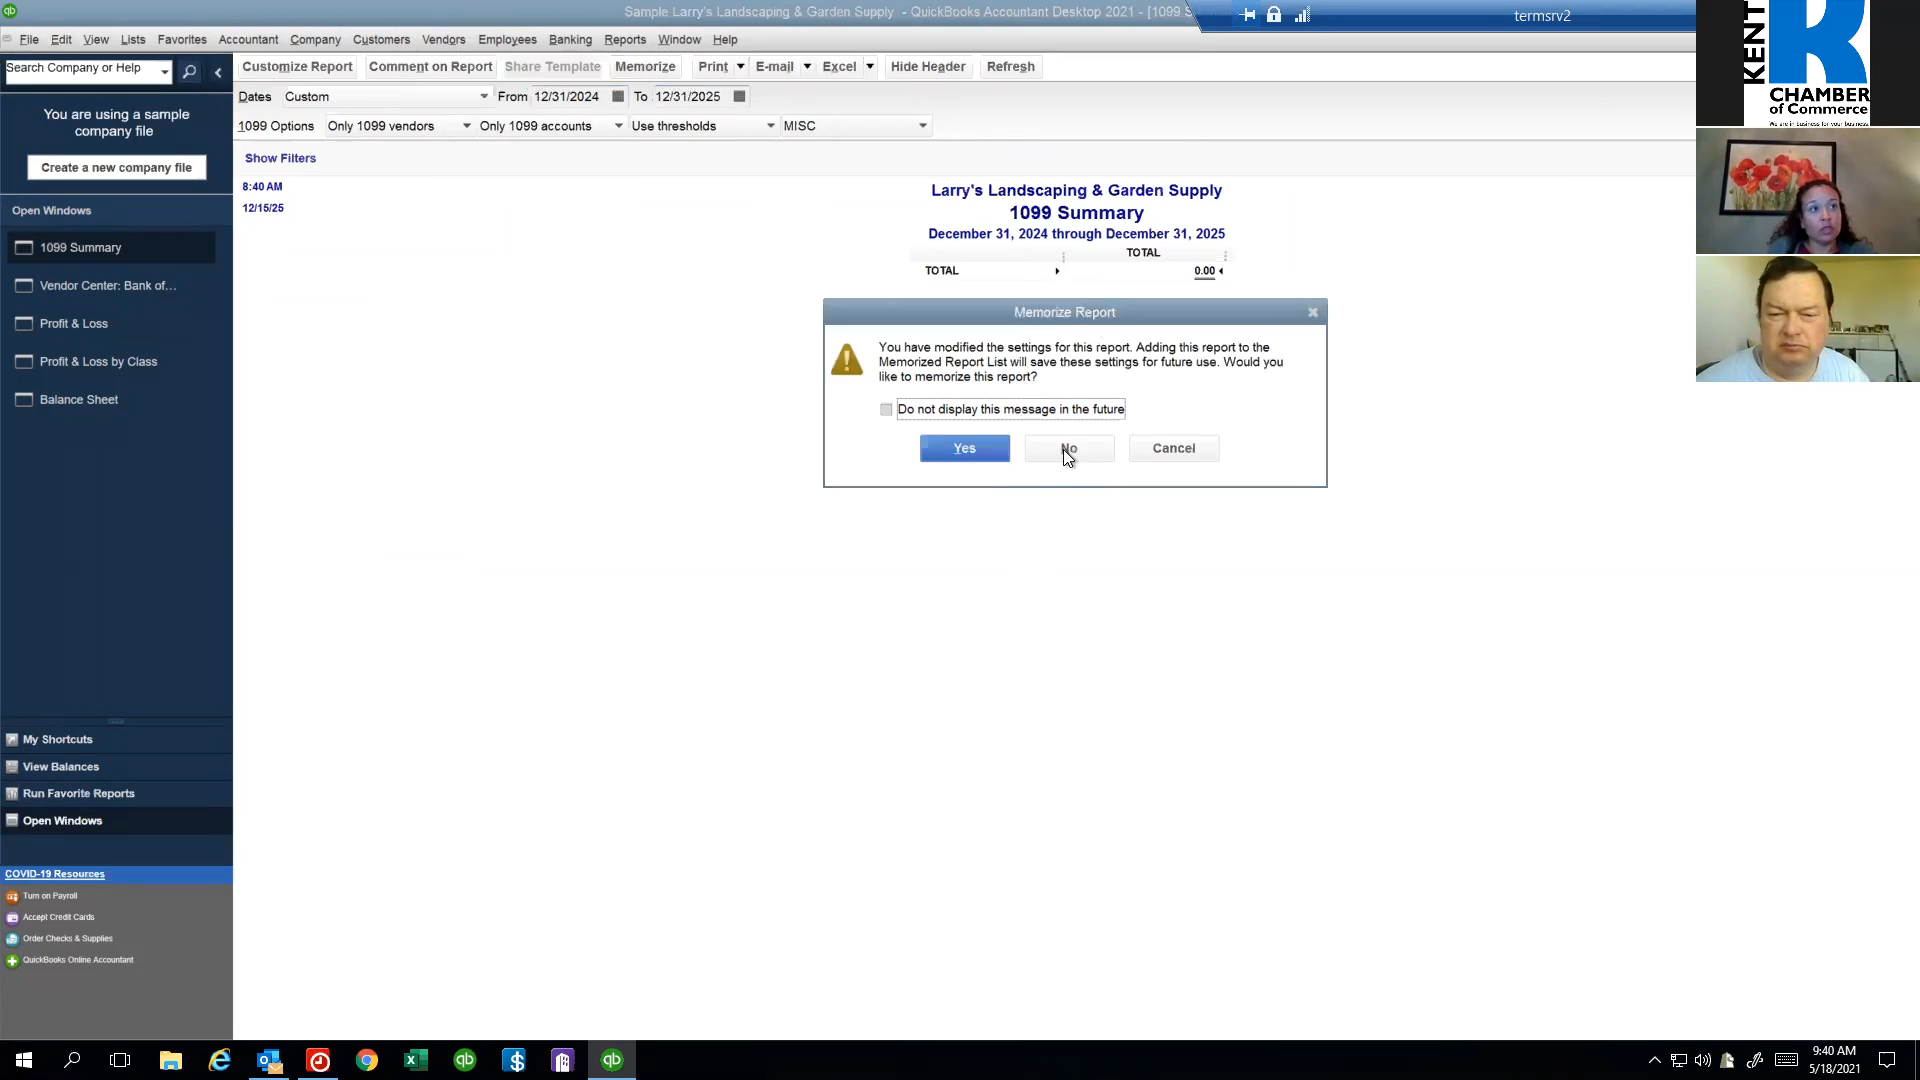 Sample Larry's Landscaping & Garden Supply - QuickBooks Accountant Desktop 2021 - [1099 S
termsrv2
File Edit View Lists Favorites Accountant Company Customers Vendors Employees Banking Reports Window Help
Search Company or Help
Customize Report Comment on Report Share Template Memorize Print E-mail Excel Hide Header Refresh
Dates Custom From 12/31/2024 To 12/31/2025
1099 Options Only 1099 vendors Only 1099 accounts Use thresholds MISC
Show Filters
8:40 AM
12/15/25
Larry's Landscaping & Garden Supply
1099 Summary
December 31, 2024 through December 31, 2025
TOTAL
TOTAL 0.00
Memorize Report
You have modified the settings for this report. Adding this report to the
Memorized Report List will save these settings for future use. Would you
like to memorize this report?
Do not display this message in the future
Yes No Cancel
You are using a sample
company file
Create a new company file
Open Windows
1099 Summary
Vendor Center: Bank of...
Profit & Loss
Profit & Loss by Class
Balance Sheet
My Shortcuts
View Balances
Run Favorite Reports
Open Windows
COVID-19 Resources
Turn on Payroll
Accept Credit Cards
Order Checks & Supplies
QuickBooks Online Accountant
KENT
CHAMBER
of Commerce
We are in business for your business.
9:40 AM
5/18/2021